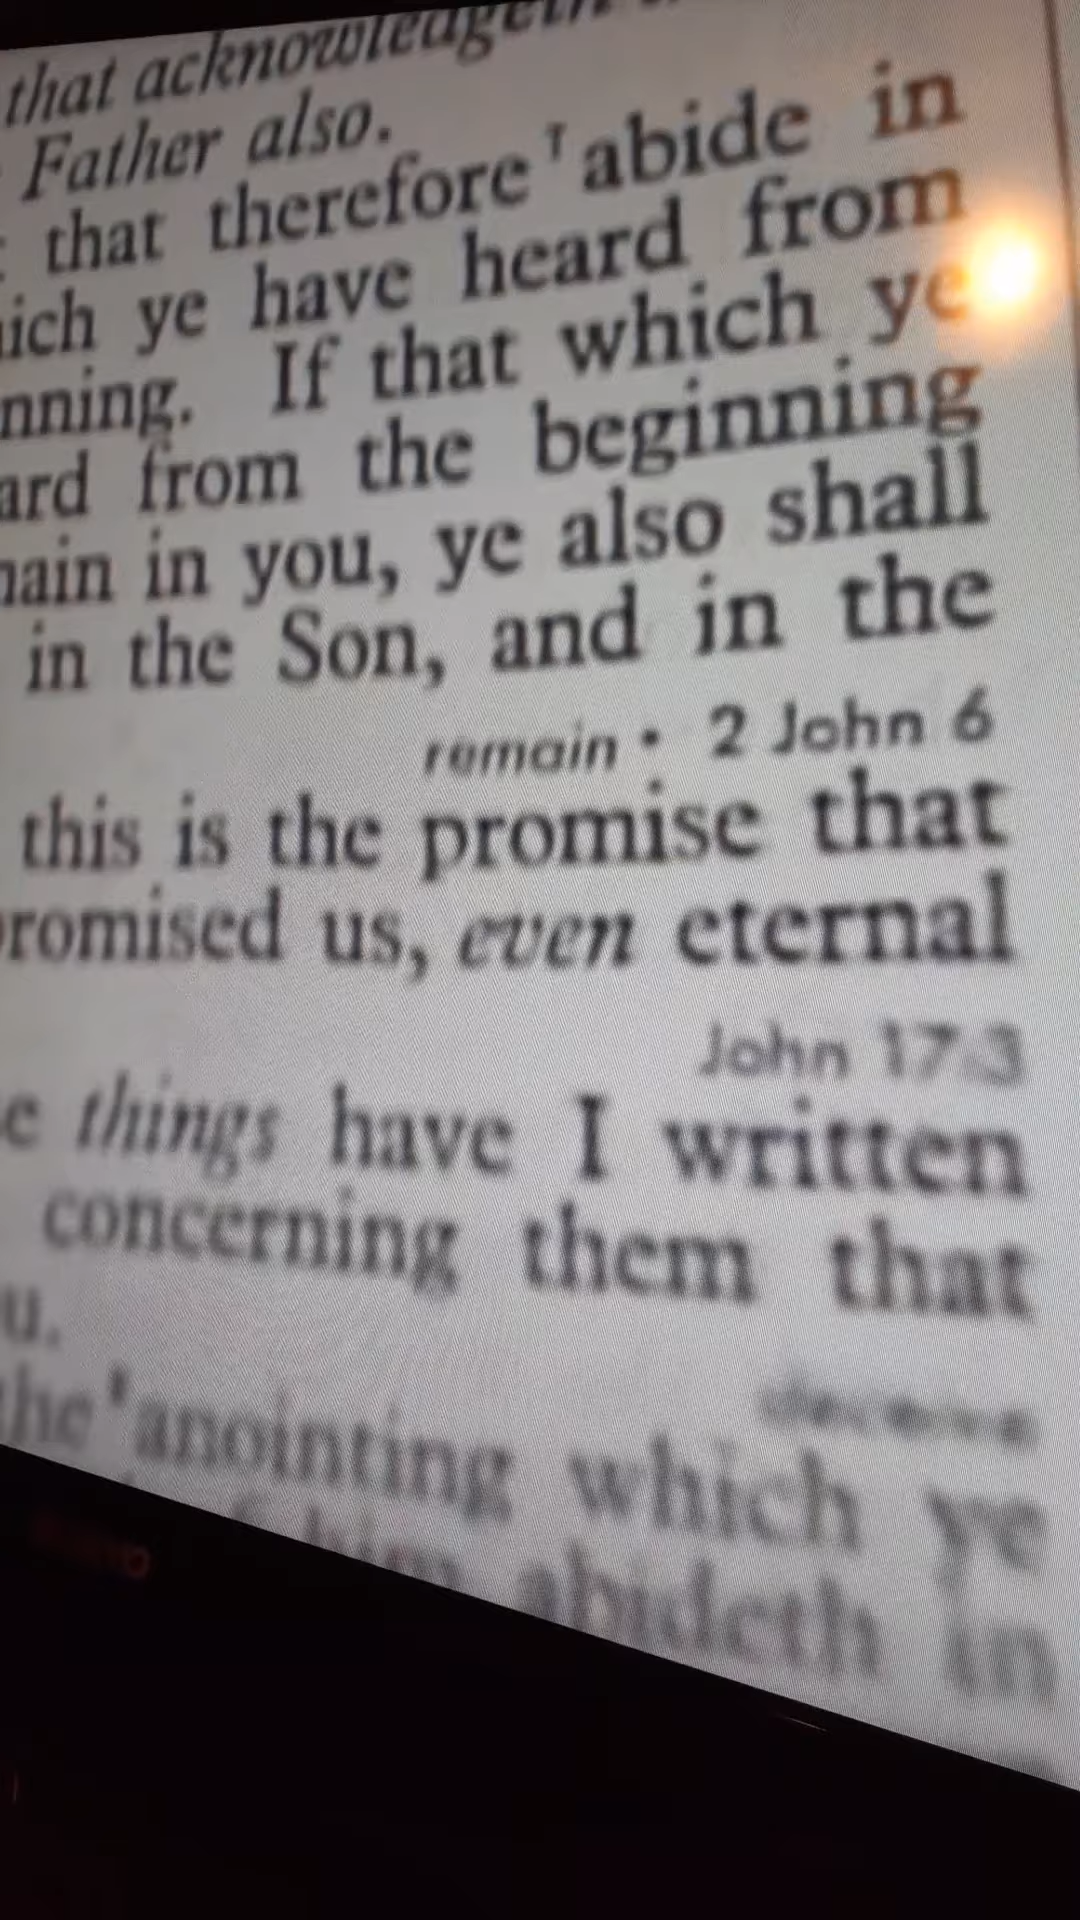 that acknowledgeth
Father also.
that therefore abide in
ich ye have heard from
nning. If that which ye
ard from the beginning
ain in you, ye also shall
in the Son, and in the
remain • 2 John 6
this is the promise that
romised us, even eternal
John 17:3
e things have I written
concerning them that
u.
he anointing which ye
abideth in